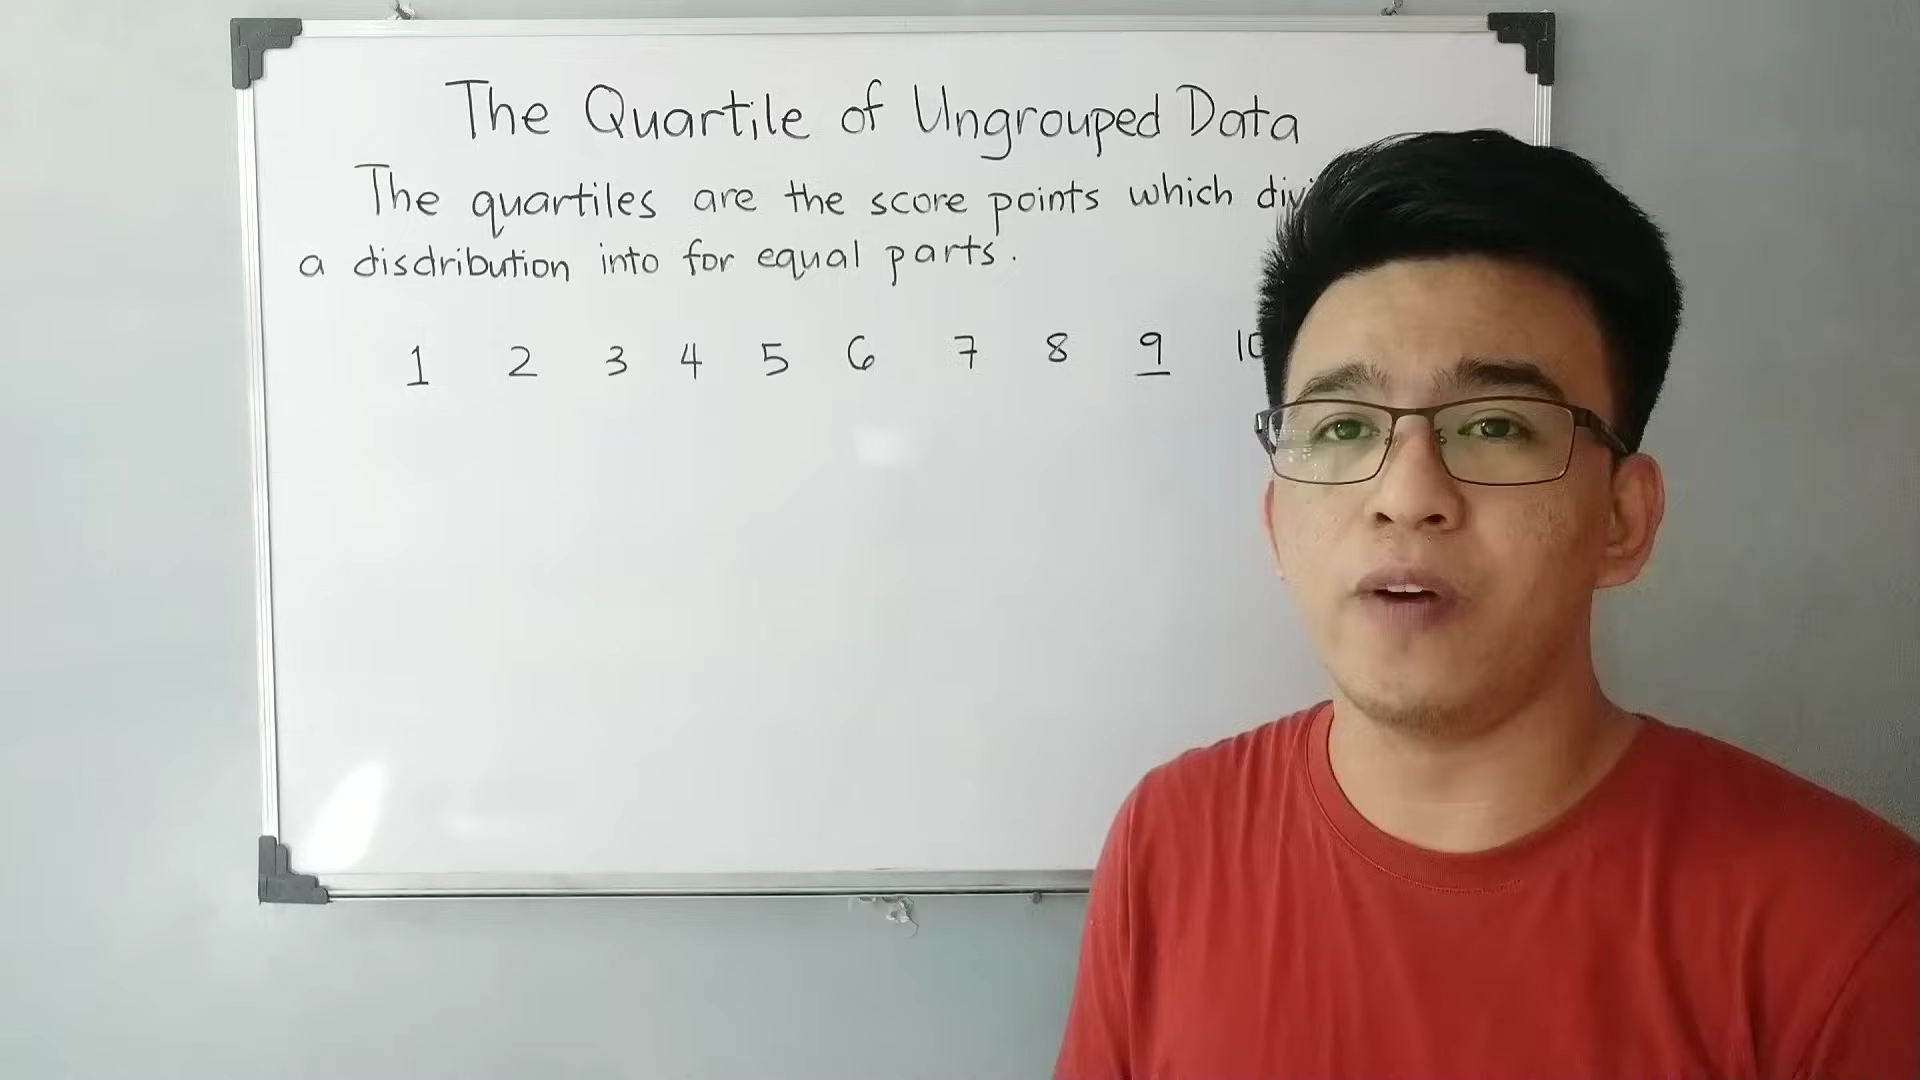 The Quartile of Ungrouped Data
The quartiles are the score points which
a disdribution into for equal parts.
1 2 3 4 5 6 7 8 9 10